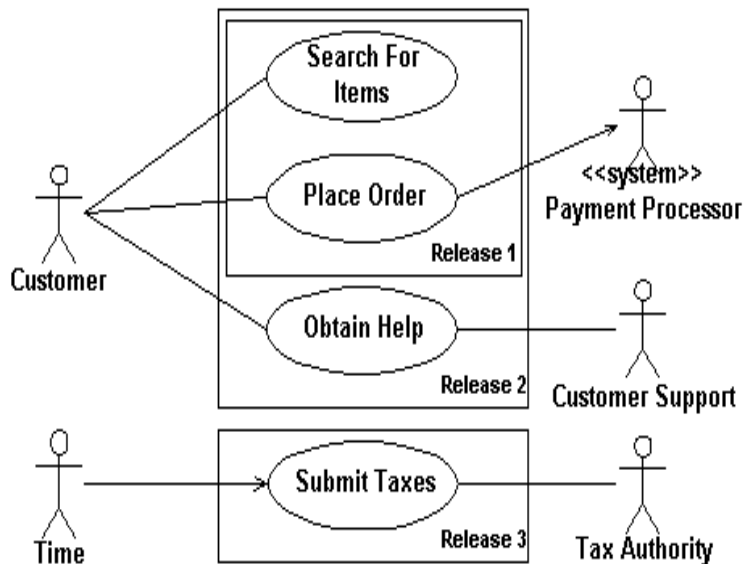 Search For
Items
<<system>>
Payment Processor
Place Order
Release 1
Customer
Obtain Help
Release 2
Customer Support
Submit Taxes
Release 3
Time
Tax Authority